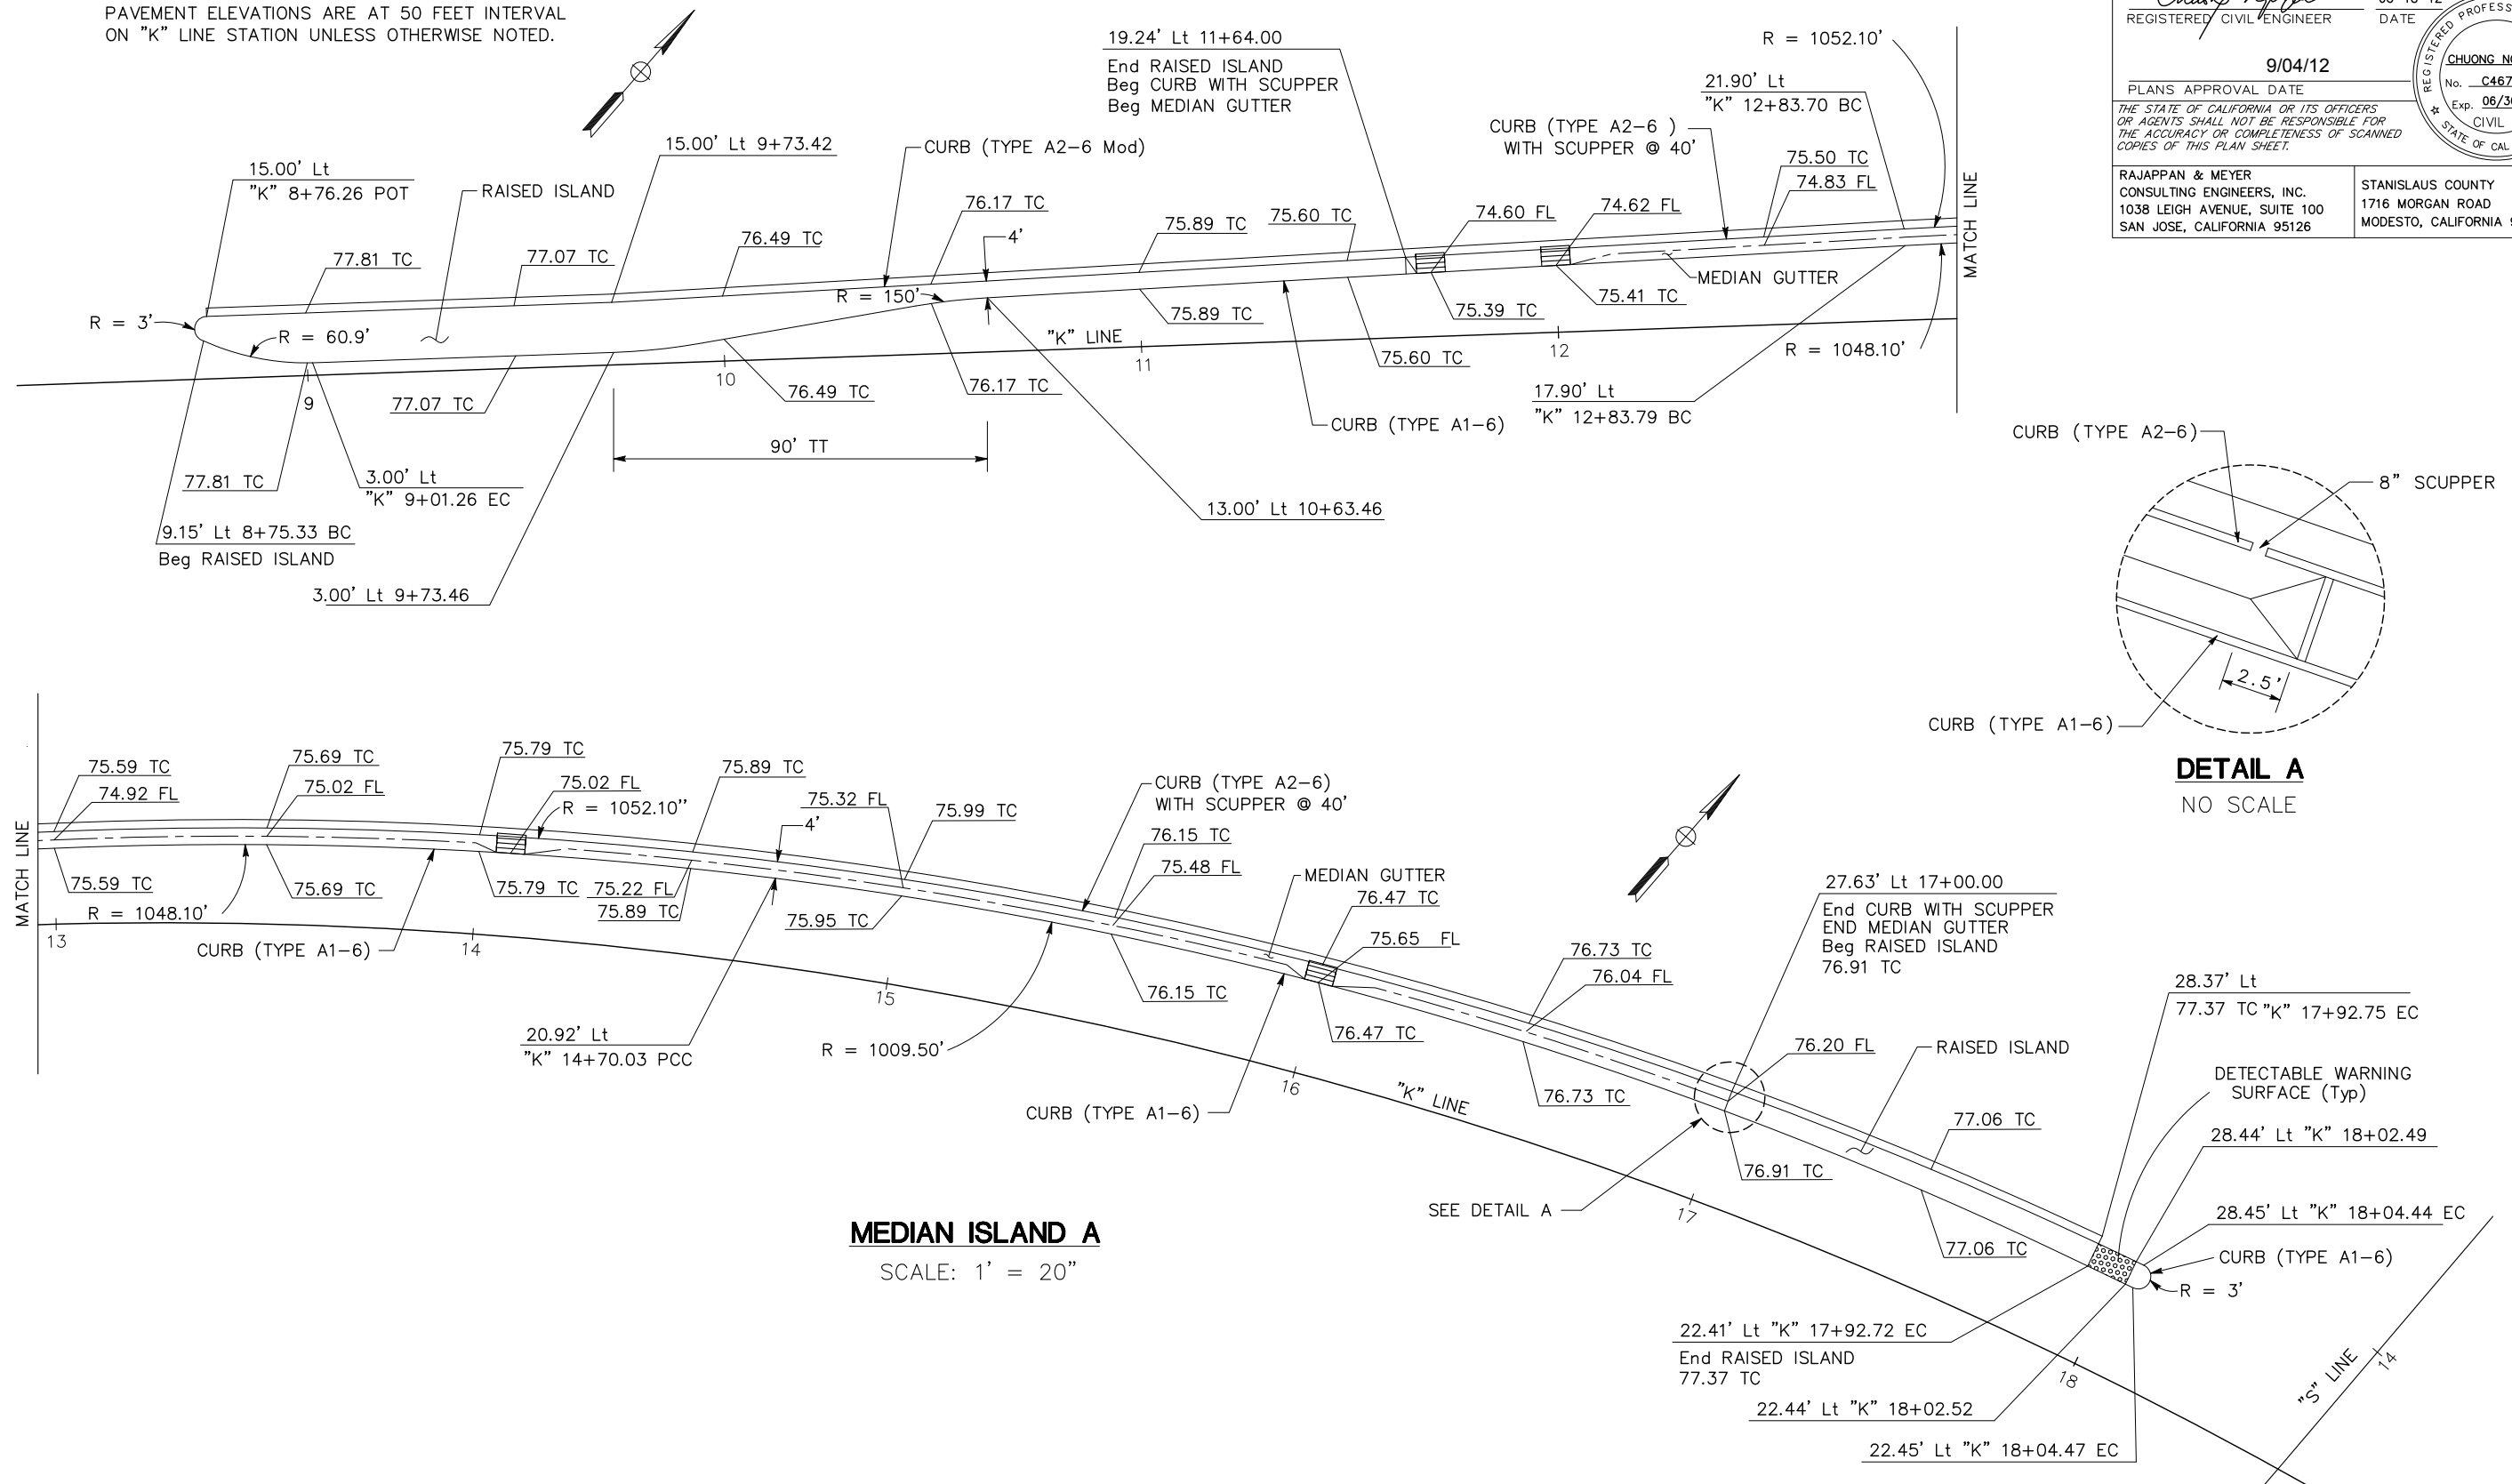 PAVEMENT ELEVATIONS ARE AT 50 FEET INTERVAL
ON "K" LINE STATION UNLESS OTHERWISE NOTED.
REGISTERED CIVIL ENGINEER
DATE
9/04/12
PLANS APPROVAL DATE
THE STATE OF CALIFORNIA OR ITS OFFICERS
OR AGENTS SHALL NOT BE RESPONSIBLE FOR
THE ACCURACY OR COMPLETENESS OF SCANNED
COPIES OF THIS PLAN SHEET.
REGISTERED PROFESS
CHUONG NG
No. C467
Exp. 06/3
CIVIL
STATE OF CAL
RAJAPPAN & MEYER
CONSULTING ENGINEERS, INC.
1038 LEIGH AVENUE, SUITE 100
SAN JOSE, CALIFORNIA 95126
STANISLAUS COUNTY
1716 MORGAN ROAD
MODESTO, CALIFORNIA 9
19.24' Lt 11+64.00
End RAISED ISLAND
Beg CURB WITH SCUPPER
Beg MEDIAN GUTTER
R = 1052.10'
21.90' Lt
"K" 12+83.70 BC
CURB (TYPE A2-6 )
WITH SCUPPER @ 40'
15.00' Lt 9+73.42
CURB (TYPE A2-6 Mod)
15.00' Lt
"K" 8+76.26 POT
RAISED ISLAND
75.50 TC
74.83 FL
76.17 TC
75.89 TC
75.60 TC
74.60 FL
74.62 FL
76.49 TC
4'
77.81 TC
77.07 TC
MEDIAN GUTTER
MATCH LINE
R = 150'
75.41 TC
75.39 TC
R = 3'
R = 60.9'
75.89 TC
"K" LINE
75.60 TC
R = 1048.10'
9
10
11
12
77.07 TC
76.49 TC
76.17 TC
17.90' Lt
"K" 12+83.79 BC
CURB (TYPE A1-6)
90' TT
77.81 TC
3.00' Lt
"K" 9+01.26 EC
13.00' Lt 10+63.46
9.15' Lt 8+75.33 BC
Beg RAISED ISLAND
3.00' Lt 9+73.46
CURB (TYPE A2-6)
8" SCUPPER
2.5'
CURB (TYPE A1-6)
DETAIL A
NO SCALE
75.59 TC
74.92 FL
75.69 TC
75.02 FL
75.79 TC
75.02 FL
R = 1052.10"
75.89 TC
75.32 FL
4'
75.99 TC
CURB (TYPE A2-6)
WITH SCUPPER @ 40'
76.15 TC
75.48 FL
MEDIAN GUTTER
76.47 TC
75.65 FL
76.73 TC
76.04 FL
27.63' Lt 17+00.00
End CURB WITH SCUPPER
END MEDIAN GUTTER
Beg RAISED ISLAND
76.91 TC
MATCH LINE
75.59 TC
R = 1048.10'
75.69 TC
75.79 TC
75.22 FL
75.89 TC
75.95 TC
CURB (TYPE A1-6)
13
14
15
16
17
18
20.92' Lt
"K" 14+70.03 PCC
R = 1009.50'
76.15 TC
76.47 TC
CURB (TYPE A1-6)
"K" LINE
76.73 TC
76.20 FL
RAISED ISLAND
28.37' Lt
77.37 TC "K" 17+92.75 EC
DETECTABLE WARNING
SURFACE (Typ)
77.06 TC
28.44' Lt "K" 18+02.49
76.91 TC
SEE DETAIL A
28.45' Lt "K" 18+04.44 EC
CURB (TYPE A1-6)
77.06 TC
R = 3'
MEDIAN ISLAND A
SCALE: 1' = 20"
22.41' Lt "K" 17+92.72 EC
End RAISED ISLAND
77.37 TC
22.44' Lt "K" 18+02.52
22.45' Lt "K" 18+04.47 EC
"S" LINE
14